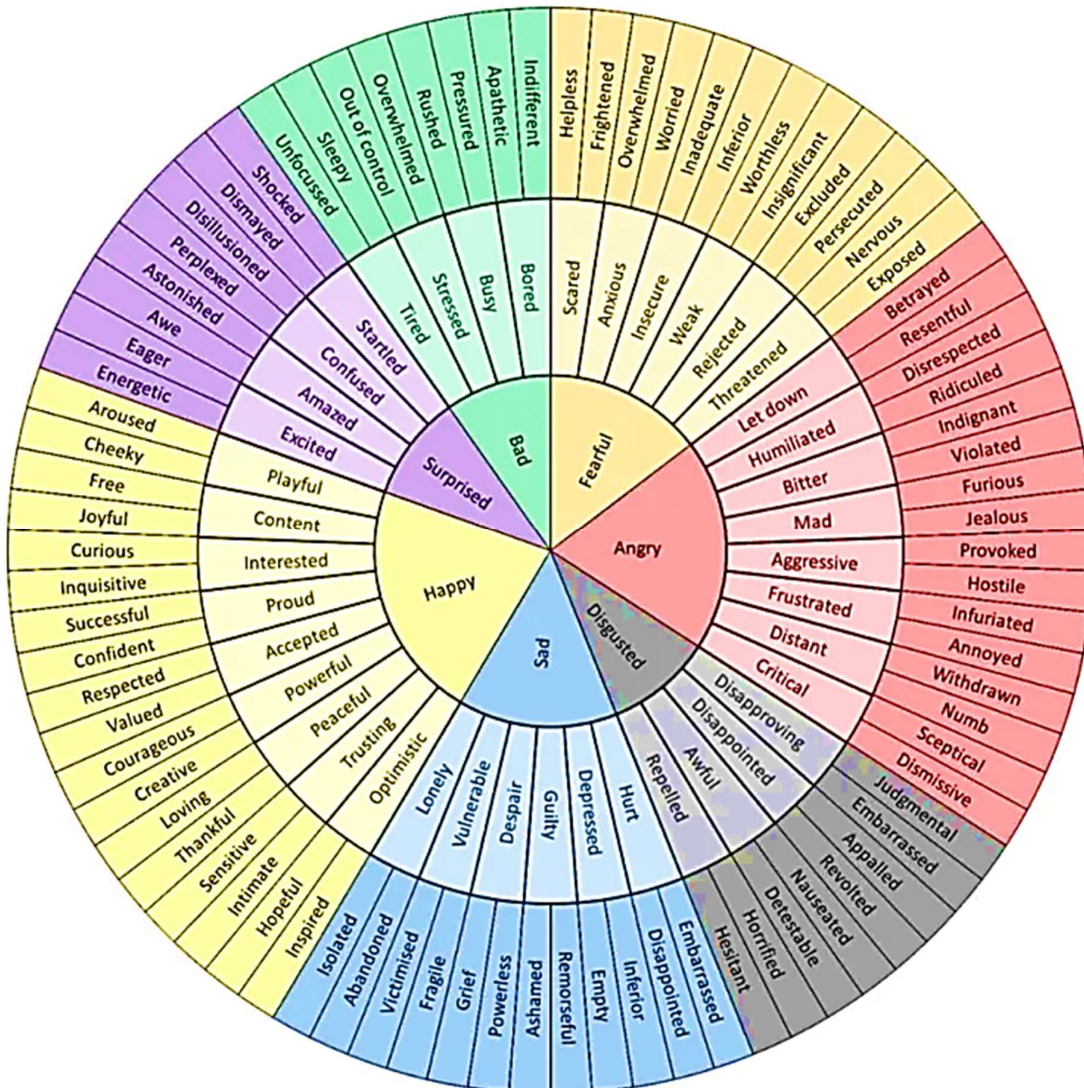 Fearful
Angry
Disgusted
Sad
Happy
Surprised
Bad
Scared
Anxious
Insecure
Weak
Rejected
Threatened
Let down
Humiliated
Bitter
Mad
Aggressive
Frustrated
Distant
Critical
Disapproving
Disappointed
Awful
Repelled
Hurt
Depressed
Guilty
Despair
Vulnerable
Lonely
Optimistic
Trusting
Peaceful
Powerful
Accepted
Proud
Interested
Content
Playful
Excited
Amazed
Confused
Startled
Tired
Stressed
Busy
Bored
Helpless
Frightened
Overwhelmed
Worried
Inadequate
Inferior
Worthless
Insignificant
Excluded
Persecuted
Nervous
Exposed
Betrayed
Resentful
Disrespected
Ridiculed
Indignant
Violated
Furious
Jealous
Provoked
Hostile
Infuriated
Annoyed
Withdrawn
Numb
Sceptical
Dismissive
Judgmental
Embarrassed
Appalled
Revolted
Nauseated
Detestable
Horrified
Hesitant
Embarrassed
Disappointed
Inferior
Empty
Remorseful
Ashamed
Powerless
Grief
Fragile
Victimised
Abandoned
Isolated
Inspired
Hopeful
Intimate
Sensitive
Thankful
Loving
Creative
Courageous
Valued
Respected
Confident
Successful
Inquisitive
Curious
Joyful
Free
Cheeky
Aroused
Energetic
Eager
Awe
Astonished
Perplexed
Disillusioned
Dismayed
Shocked
Unfocussed
Sleepy
Out of control
Overwhelmed
Rushed
Pressured
Apathetic
Indifferent